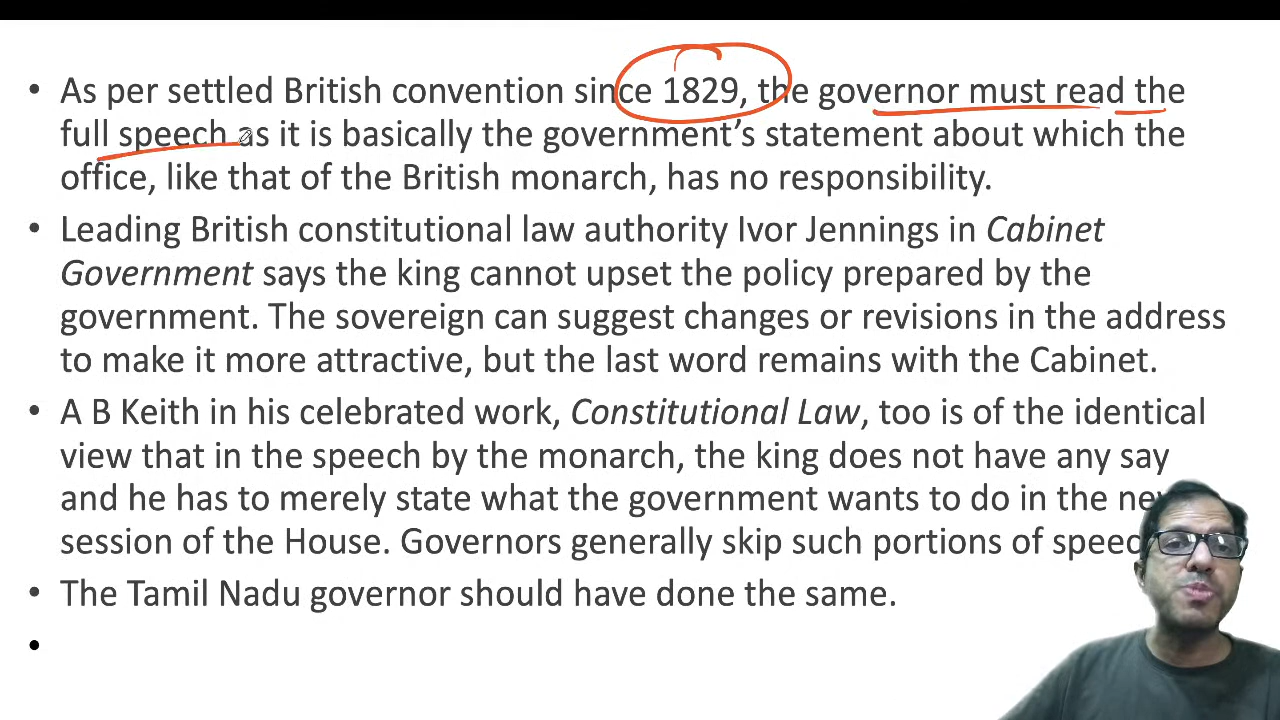 • As per settled British convention since 1829, the governor must read the
full speech as it is basically the government's statement about which the
office, like that of the British monarch, has no responsibility.
• Leading British constitutional law authority Ivor Jennings in Cabinet
Government says the king cannot upset the policy prepared by the
government. The sovereign can suggest changes or revisions in the address
to make it more attractive, but the last word remains with the Cabinet.
• A B Keith in his celebrated work, Constitutional Law, too is of the identical
view that in the speech by the monarch, the king does not have any say
and he has to merely state what the government wants to do in the
session of the House. Governors generally skip such portions of
• The Tamil Nadu governor should have done the same.
•